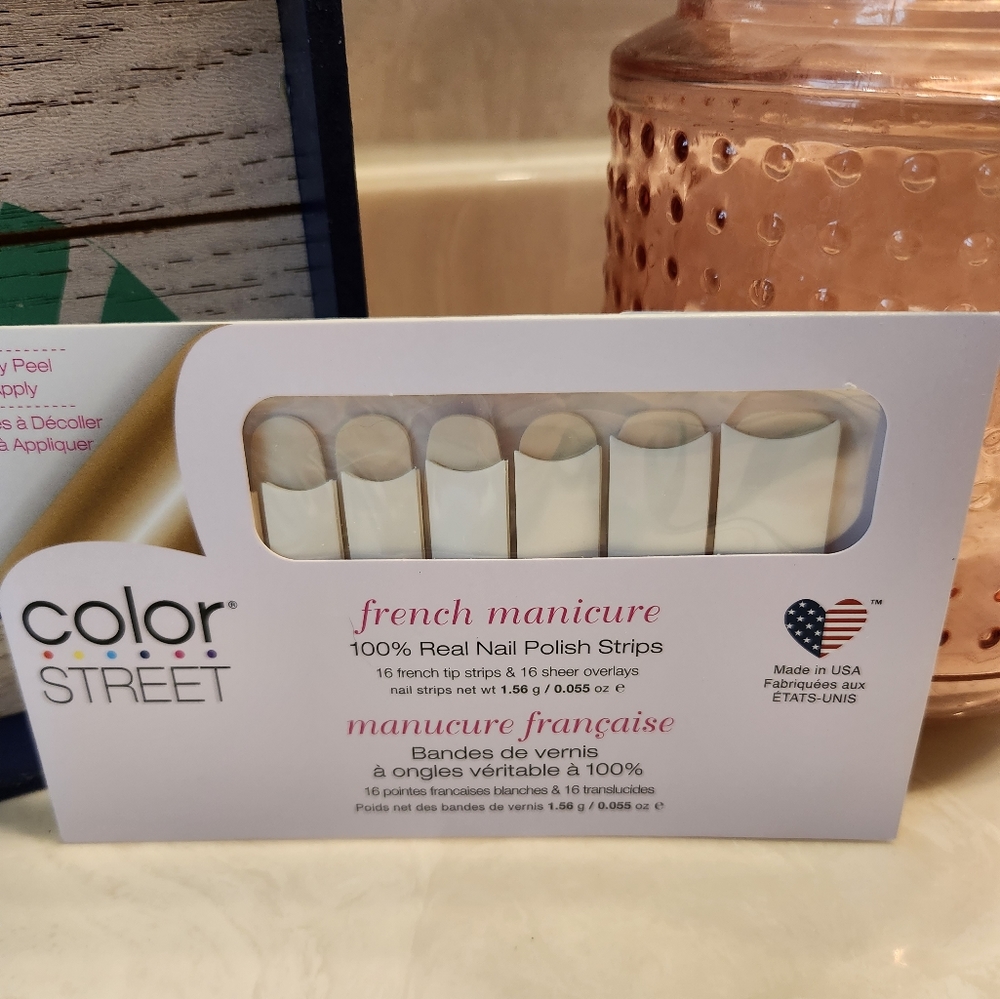 y Peel
Apply
es à Décoller
à Appliquer
color®
STREET
french manicure
100% Real Nail Polish Strips
16 french tip strips & 16 sheer overlays
nail strips net wt 1.56 g / 0.055 oz ℮
manucure française
Bandes de vernis
à ongles véritable à 100%
16 pointes francaises blanches & 16 translucides
Poids net des bandes de vernis 1.56 g / 0.055 oz ℮
™
Made in USA
Fabriquées aux
ÉTATS-UNIS